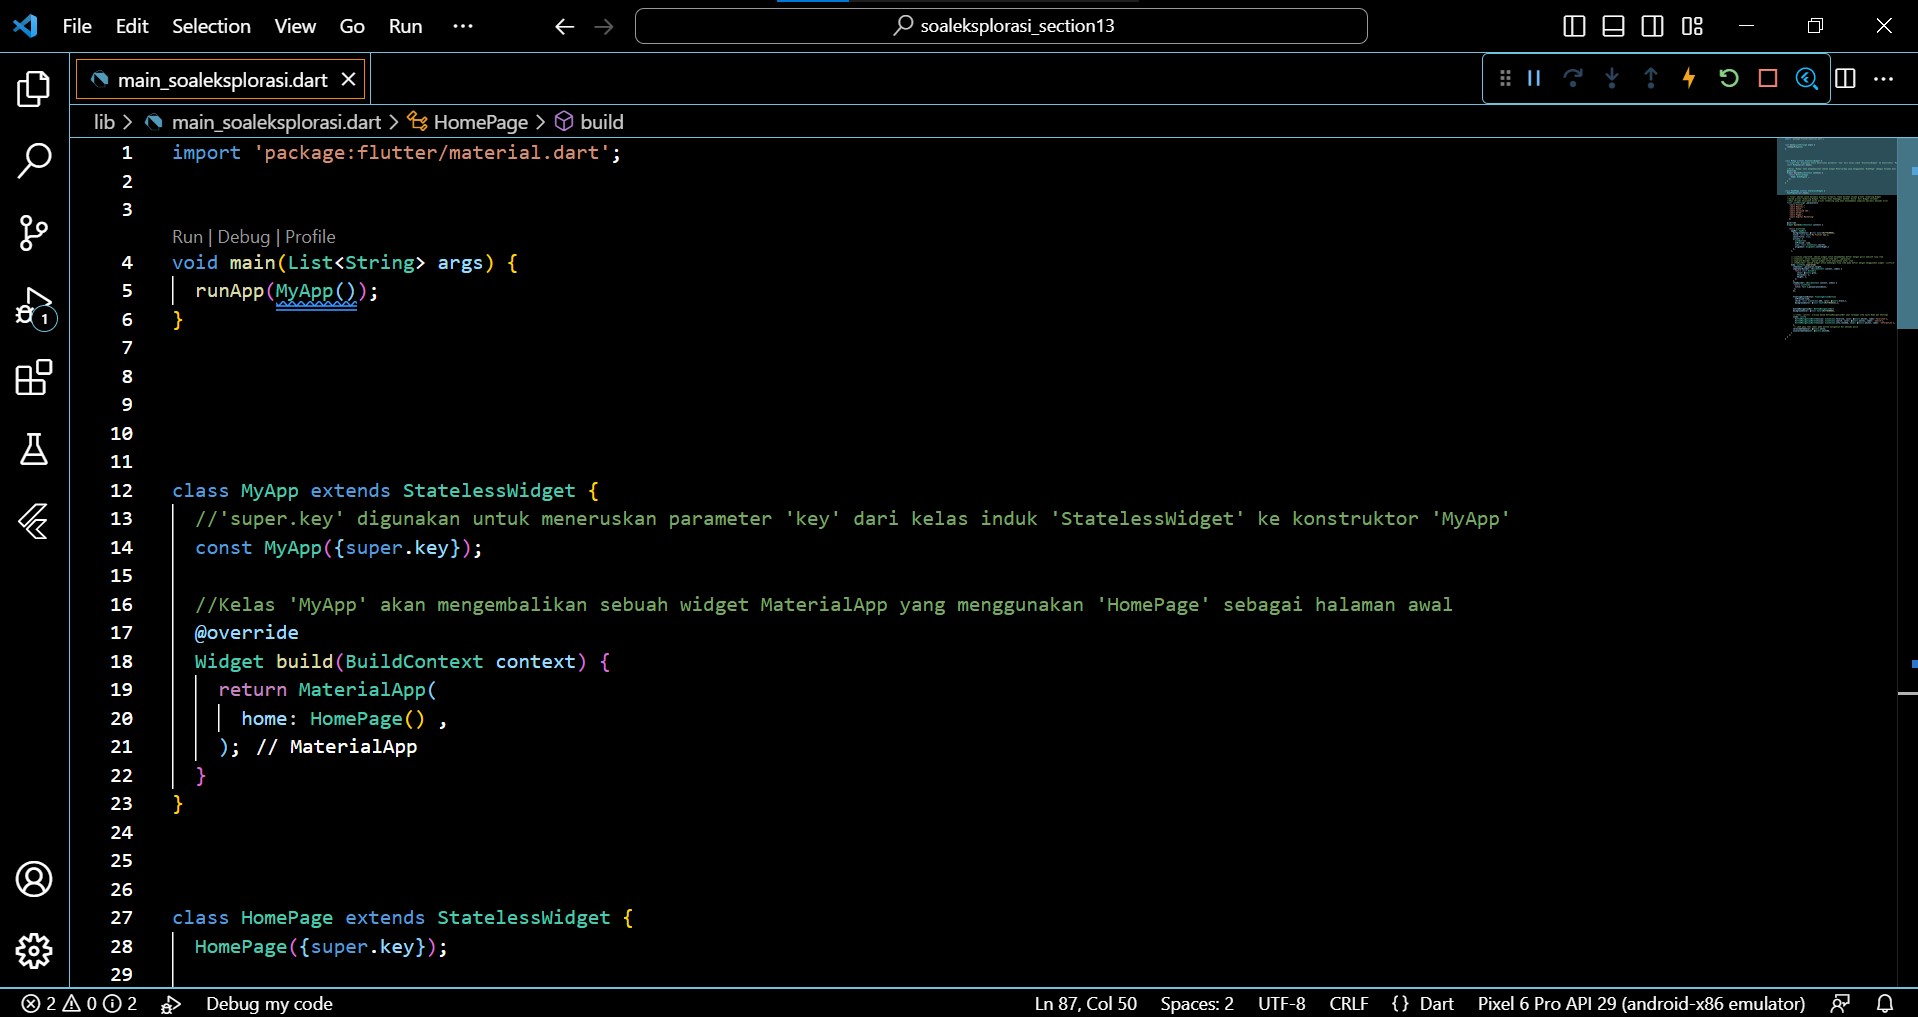 File Edit Selection View Go Run ··· soaleksplorasi_section13
main_soaleksplorasi.dart
lib > main_soaleksplorasi.dart > HomePage > build
1 import 'package:flutter/material.dart';
2
3
Run | Debug | Profile
4 void main(List<String> args) {
5 runApp(MyApp());
6 }
7
8
9
10
11
12 class MyApp extends StatelessWidget {
13 //'super.key' digunakan untuk meneruskan parameter 'key' dari kelas induk 'StatelessWidget' ke konstruktor 'MyApp'
14 const MyApp({super.key});
15
16 //Kelas 'MyApp' akan mengembalikan sebuah widget MaterialApp yang menggunakan 'HomePage' sebagai halaman awal
17 @override
18 Widget build(BuildContext context) {
19 return MaterialApp(
20 home: HomePage() ,
21 ); // MaterialApp
22 }
23 }
24
25
26
27 class HomePage extends StatelessWidget {
28 HomePage({super.key});
29
1
2 0 2 Debug my code Ln 87, Col 50 Spaces: 2 UTF-8 CRLF {} Dart Pixel 6 Pro API 29 (android-x86 emulator)